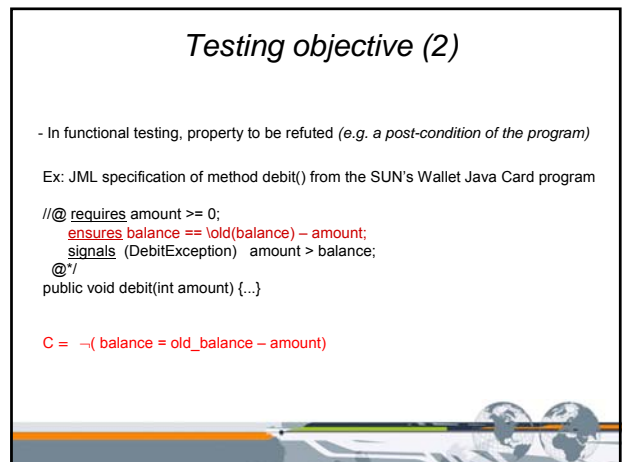 Testing objective (2)
- In functional testing, property to be refuted (e.g. a post-condition of the program)
Ex: JML specification of method debit() from the SUN's Wallet Java Card program
//@ requires amount >= 0;
ensures balance == \old(balance) – amount;
signals (DebitException) amount > balance;
@*/
public void debit(int amount) {...}
C = ¬( balance = old_balance – amount)